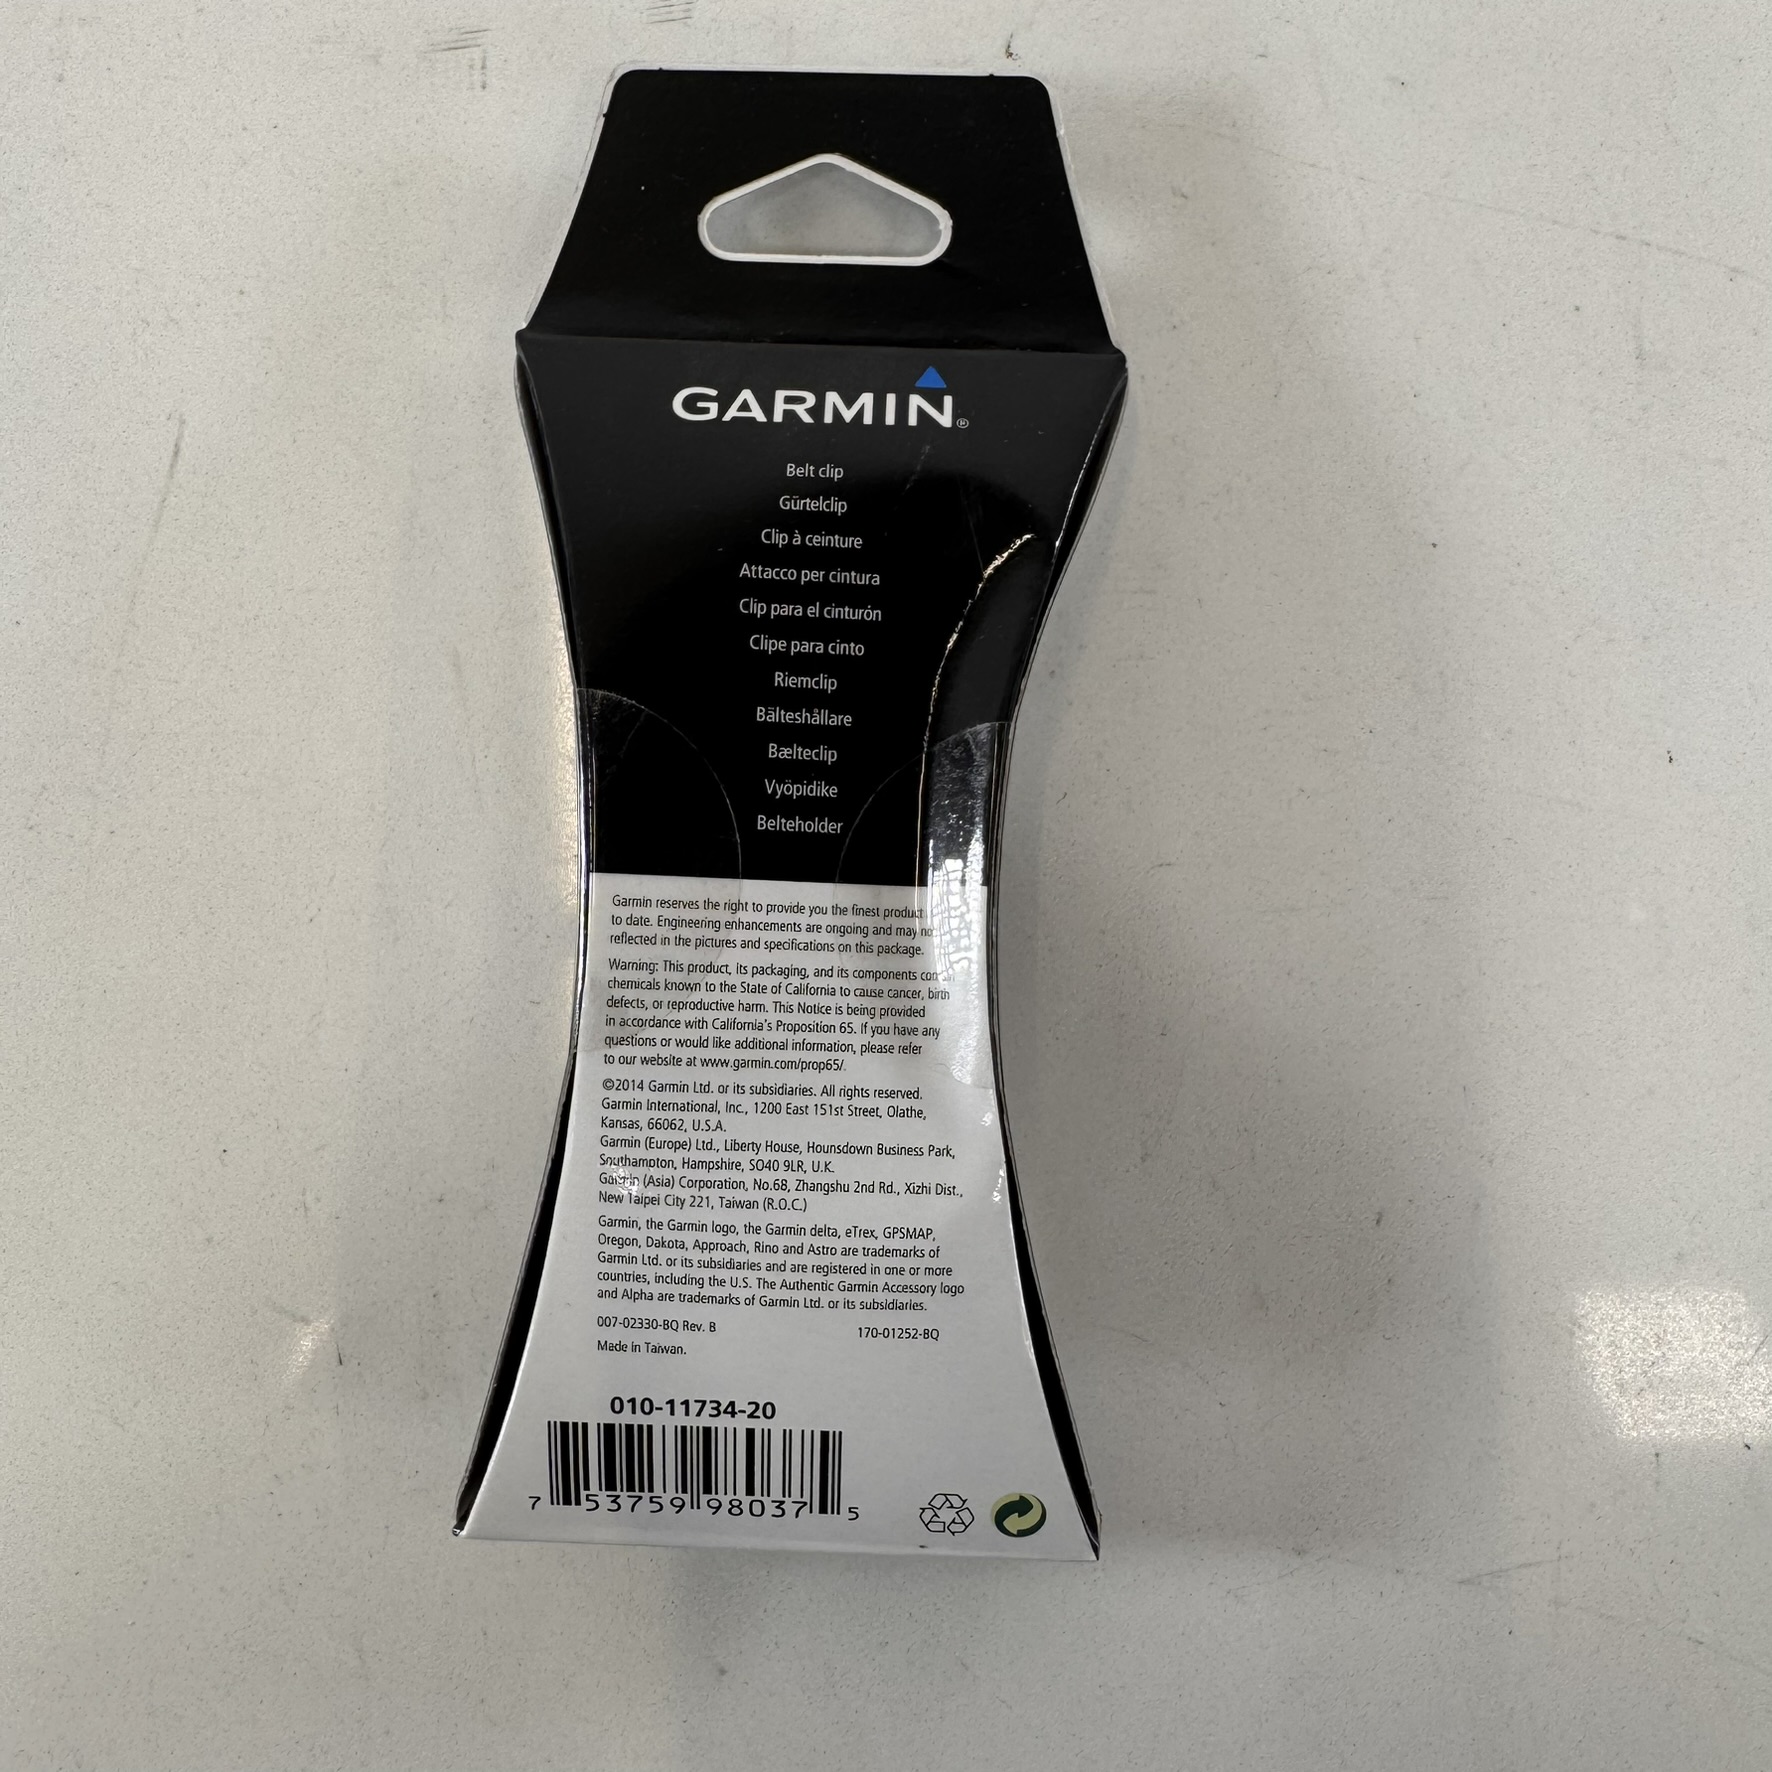 GARMIN®
Belt clip
Gürtelclip
Clip à ceinture
Attacco per cintura
Clip para el cinturón
Clipe para cinto
Riemclip
Bälteshållare
Bælteclip
Vyöpidike
Belteholder
Garmin reserves the right to provide you the finest product
to date. Engineering enhancements are ongoing and may
reflected in the pictures and specifications on this package.
Warning: This product, its packaging, and its components
chemicals known to the State of California to cause cancer, birth
defects, or reproductive harm. This Notice is being provided
in accordance with California's Proposition 65. If you have any
questions or would like additional information, please refer
to our website at www.garmin.com/prop65/.
©2014 Garmin Ltd. or its subsidiaries. All rights reserved.
Garmin International, Inc., 1200 East 151st Street, Olathe,
Kansas, 66062, U.S.A.
Garmin (Europe) Ltd., Liberty House, Hounsdown Business Park,
Southampton, Hampshire, SO40 9LR, U.K.
Garmin (Asia) Corporation, No.68, Zhangshu 2nd Rd., Xizhi Dist.,
New Taipei City 221, Taiwan (R.O.C.)
Garmin, the Garmin logo, the Garmin delta, eTrex, GPSMAP,
Oregon, Dakota, Approach, Rino and Astro are trademarks of
Garmin Ltd. or its subsidiaries and are registered in one or more
countries, including the U.S. The Authentic Garmin Accessory logo
and Alpha are trademarks of Garmin Ltd. or its subsidiaries.
007-02330-BQ Rev. B 170-01252-BQ
Made in Taiwan.
010-11734-20
7 53759 98037 5